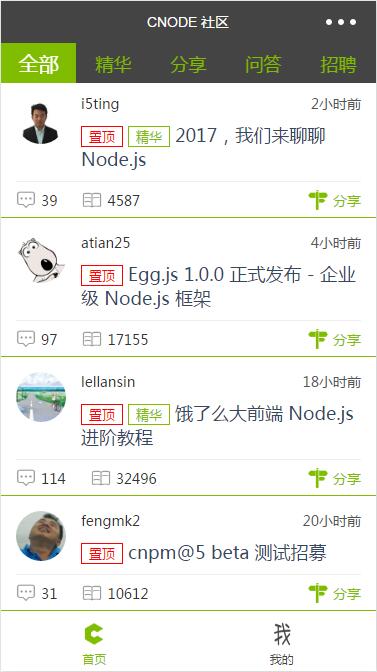 CNODE 社区
全部 精华 分享 问答 招聘
i5ting 2小时前
置顶 精华 2017，我们来聊聊
Node.js
39 4587 分享
atian25 4小时前
置顶 Egg.js 1.0.0 正式发布 - 企业
级 Node.js 框架
97 17155 分享
lellansin 18小时前
置顶 精华 饿了么大前端 Node.js
进阶教程
114 32496 分享
fengmk2 20小时前
置顶 cnpm@5 beta 测试招募
31 10612 分享
首页 我的